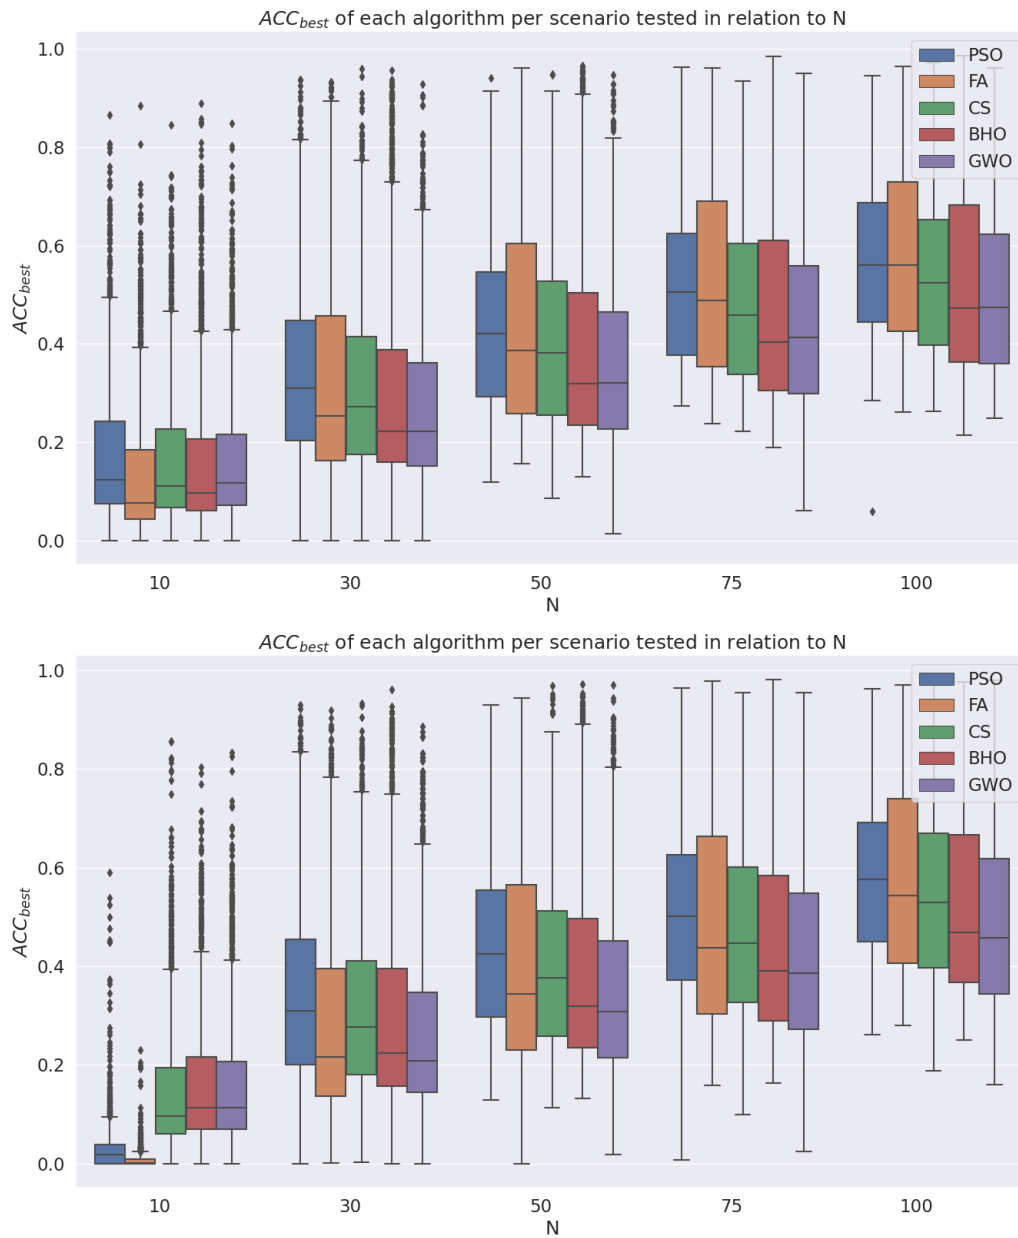 ACC_best of each algorithm per scenario tested in relation to N
1.0
0.8
0.6
0.4
0.2
0.0
ACC_best
PSO
FA
CS
BHO
GWO
10 30 50 75 100
N
ACC_best of each algorithm per scenario tested in relation to N
1.0
0.8
0.6
0.4
0.2
0.0
ACC_best
PSO
FA
CS
BHO
GWO
10 30 50 75 100
N